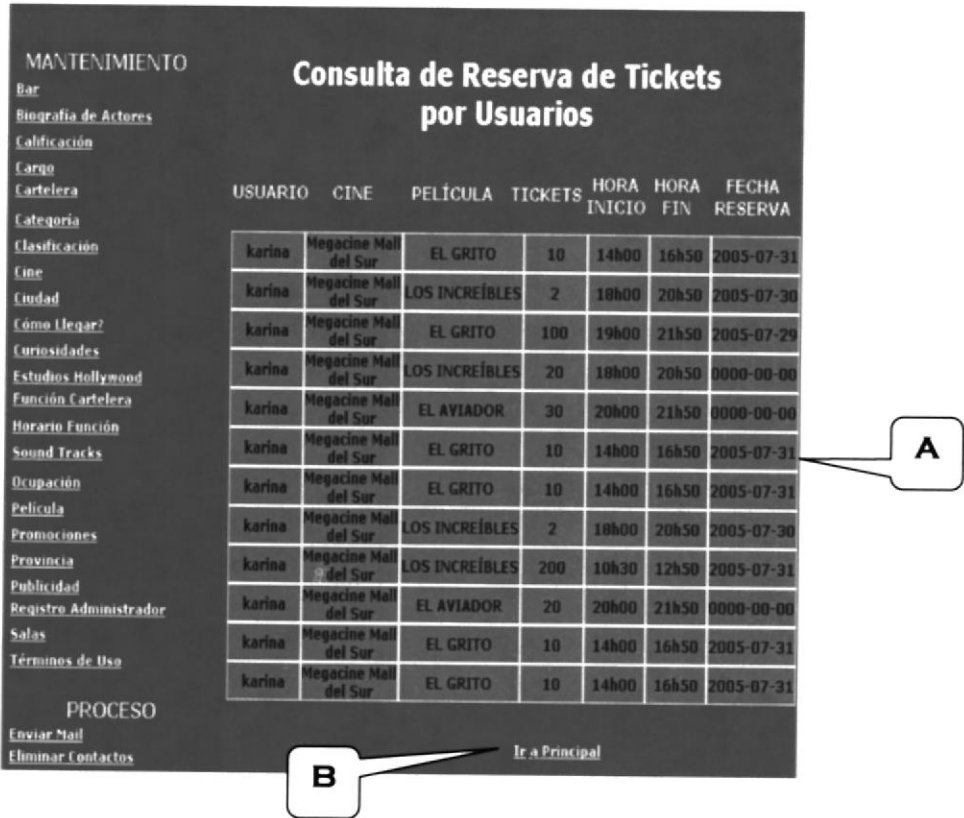 MANTENIMIENTO
Bar
Biografía de Actores
Calificación
Cargo
Cartelera
Categoría
Clasificación
Cine
Ciudad
Cómo Llegar?
Curiosidades
Estudios Hollywood
Función Cartelera
Horario Función
Sound Tracks
Ocupación
Película
Promociones
Provincia
Publicidad
Registro Administrador
Salas
Términos de Uso
PROCESO
Enviar Mail
Eliminar Contactos
Consulta de Reserva de Tickets
por Usuarios
USUARIO CINE PELÍCULA TICKETS HORA INICIO HORA FIN FECHA RESERVA
karina Megacine Mall del Sur EL GRITO 10 14h00 16h50 2005-07-31
karina Megacine Mall del Sur LOS INCREÍBLES 2 18h00 20h50 2005-07-30
karina Megacine Mall del Sur EL GRITO 100 19h00 21h50 2005-07-29
karina Megacine Mall del Sur LOS INCREÍBLES 20 18h00 20h50 0000-00-00
karina Megacine Mall del Sur EL AVIADOR 30 20h00 21h50 0000-00-00
karina Megacine Mall del Sur EL GRITO 10 14h00 16h50 2005-07-31
karina Megacine Mall del Sur EL GRITO 10 14h00 16h50 2005-07-31
karina Megacine Mall del Sur LOS INCREÍBLES 2 18h00 20h50 2005-07-30
karina Megacine Mall del Sur LOS INCREÍBLES 200 10h30 12h50 2005-07-31
karina Megacine Mall del Sur EL AVIADOR 20 20h00 21h50 0000-00-00
karina Megacine Mall del Sur EL GRITO 10 14h00 16h50 2005-07-31
karina Megacine Mall del Sur EL GRITO 10 14h00 16h50 2005-07-31
Ir a Principal
A
B